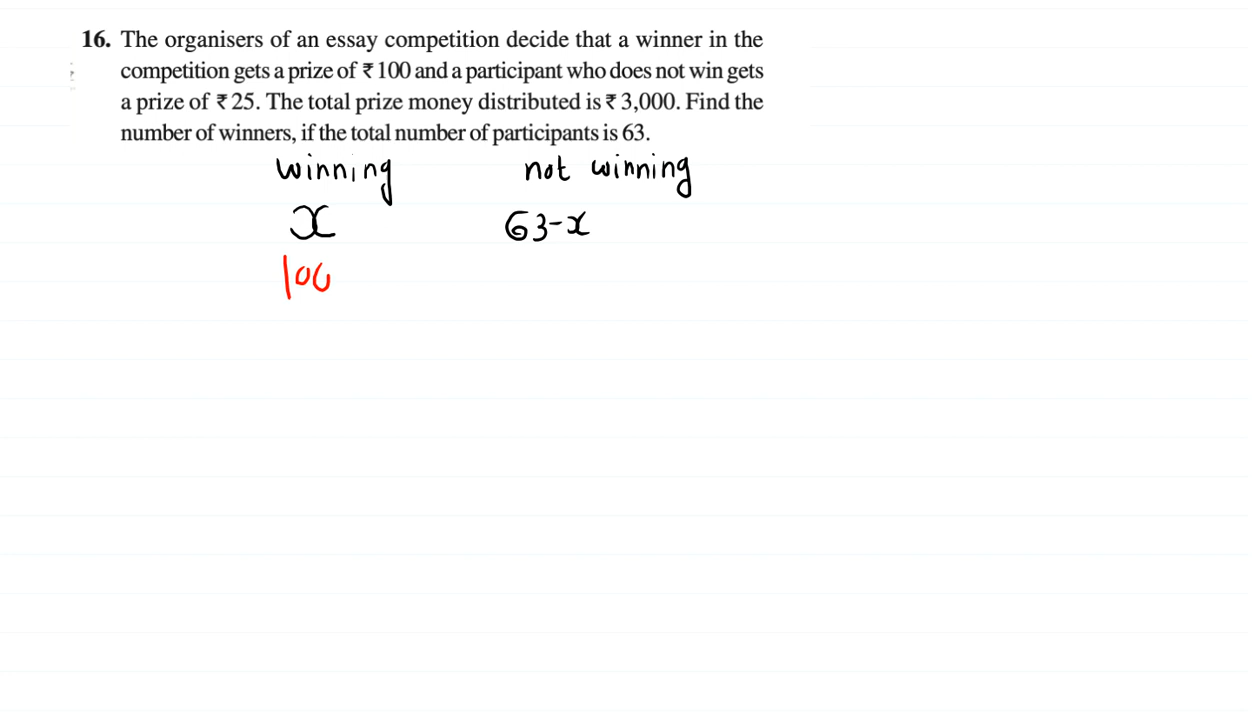 16. The organisers of an essay competition decide that a winner in the
competition gets a prize of ₹ 100 and a participant who does not win gets
a prize of ₹ 25. The total prize money distributed is ₹ 3,000. Find the
number of winners, if the total number of participants is 63.
winning not winning
x 63-x
100